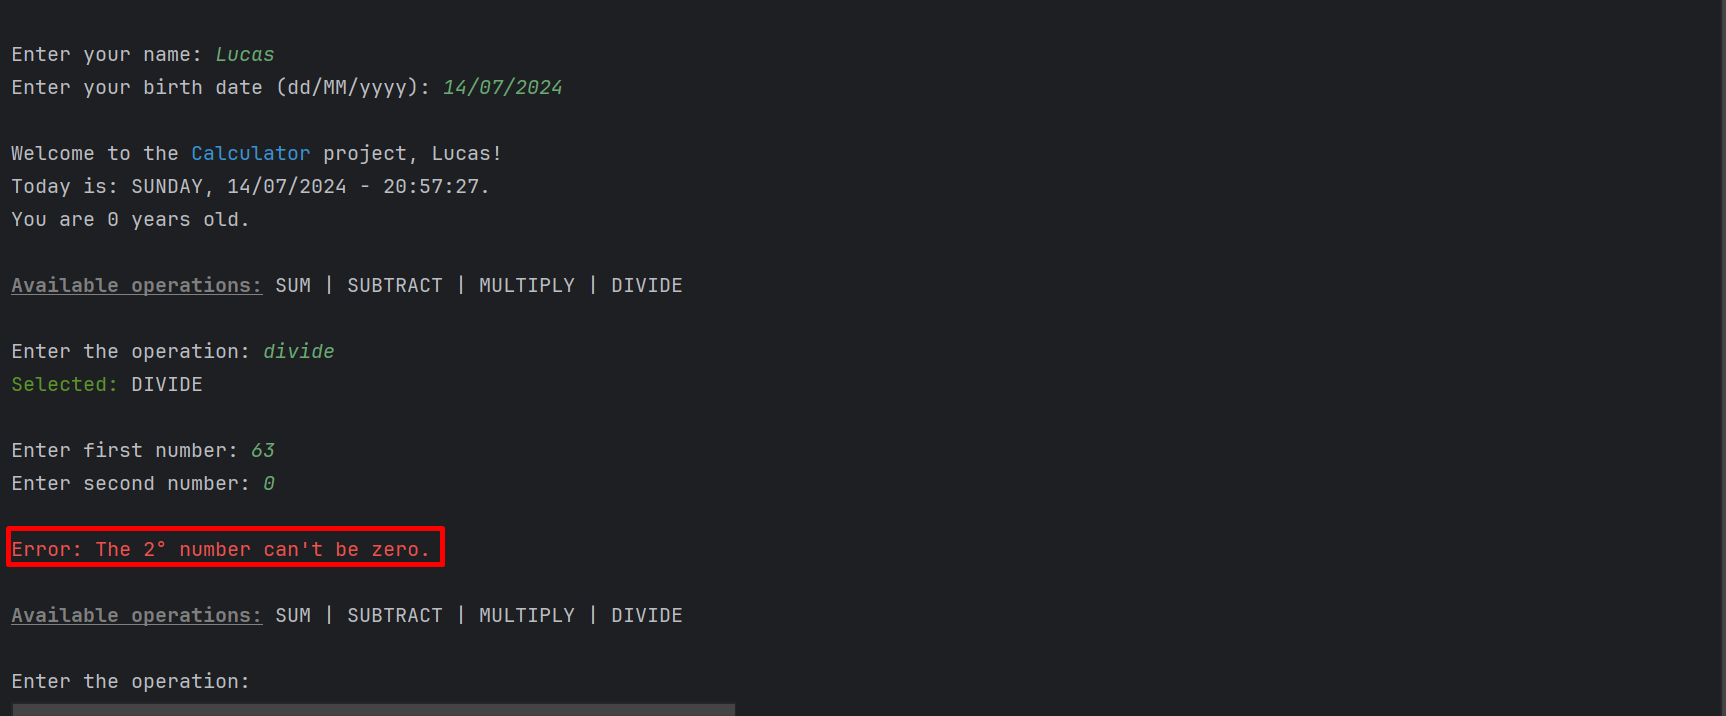 Enter your name: Lucas
Enter your birth date (dd/MM/yyyy): 14/07/2024
Welcome to the Calculator project, Lucas!
Today is: SUNDAY, 14/07/2024 - 20:57:27.
You are 0 years old.
Available operations: SUM | SUBTRACT | MULTIPLY | DIVIDE
Enter the operation: divide
Selected: DIVIDE
Enter first number: 63
Enter second number: 0
Error: The 2° number can't be zero.
Available operations: SUM | SUBTRACT | MULTIPLY | DIVIDE
Enter the operation: